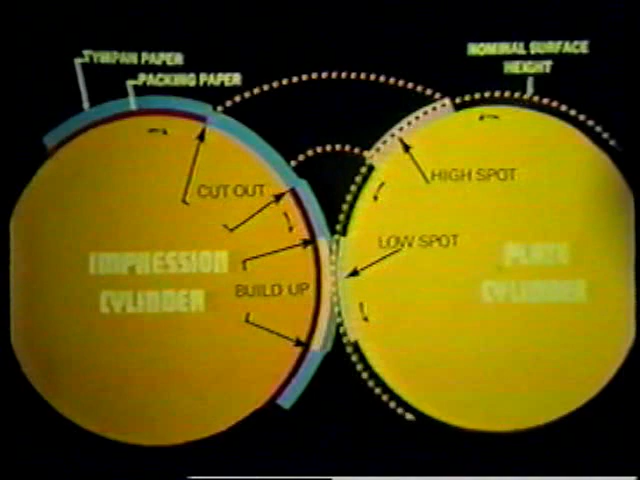 TYMPAN PAPER
PACKING PAPER
NOMINAL SURFACE
HEIGHT
CUT OUT
HIGH SPOT
LOW SPOT
IMPRESSION
CYLINDER
BUILD UP
PLATE
CYLINDER